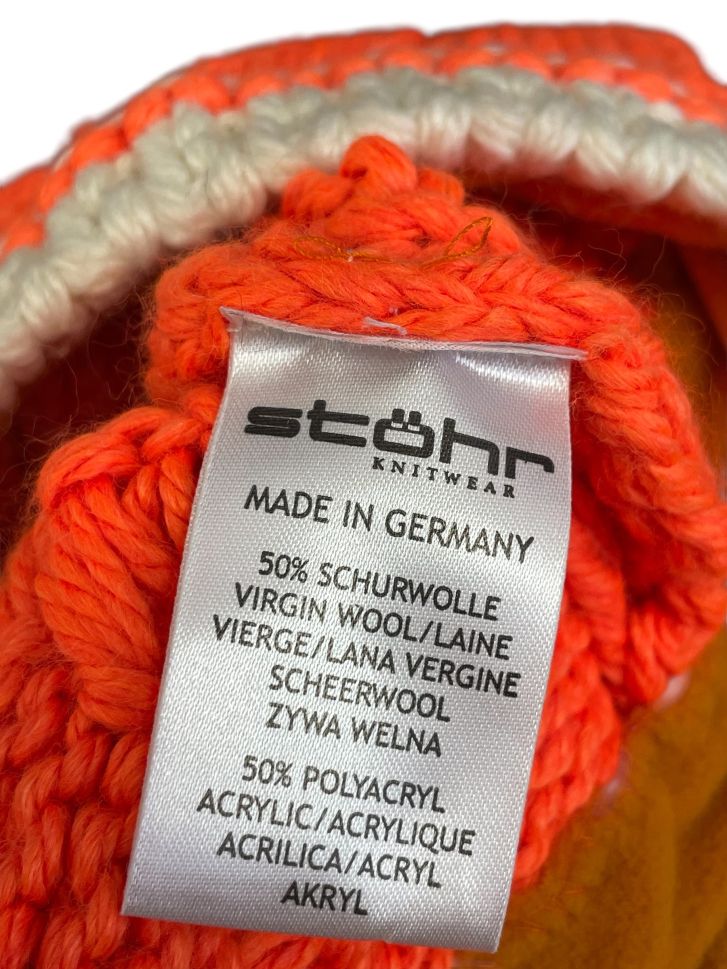 stöhr
KNITWEAR
MADE IN GERMANY
50% SCHURWOLLE
VIRGIN WOOL/LAINE
VIERGE/LANA VERGINE
SCHEERWOOL
ZYWA WELNA
50% POLYACRYL
ACRYLIC/ACRYLIQUE
ACRILICA/ACRYL
AKRYL